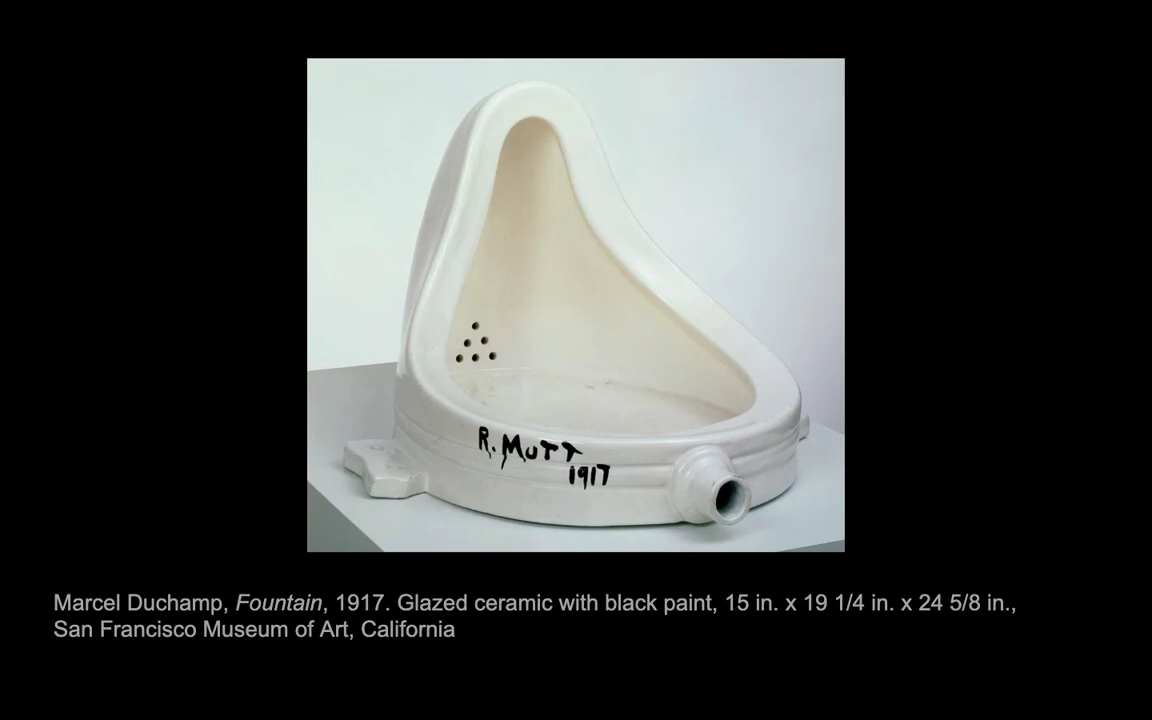 R. MUTT
1917
Marcel Duchamp, Fountain, 1917. Glazed ceramic with black paint, 15 in. x 19 1/4 in. x 24 5/8 in.,
San Francisco Museum of Art, California